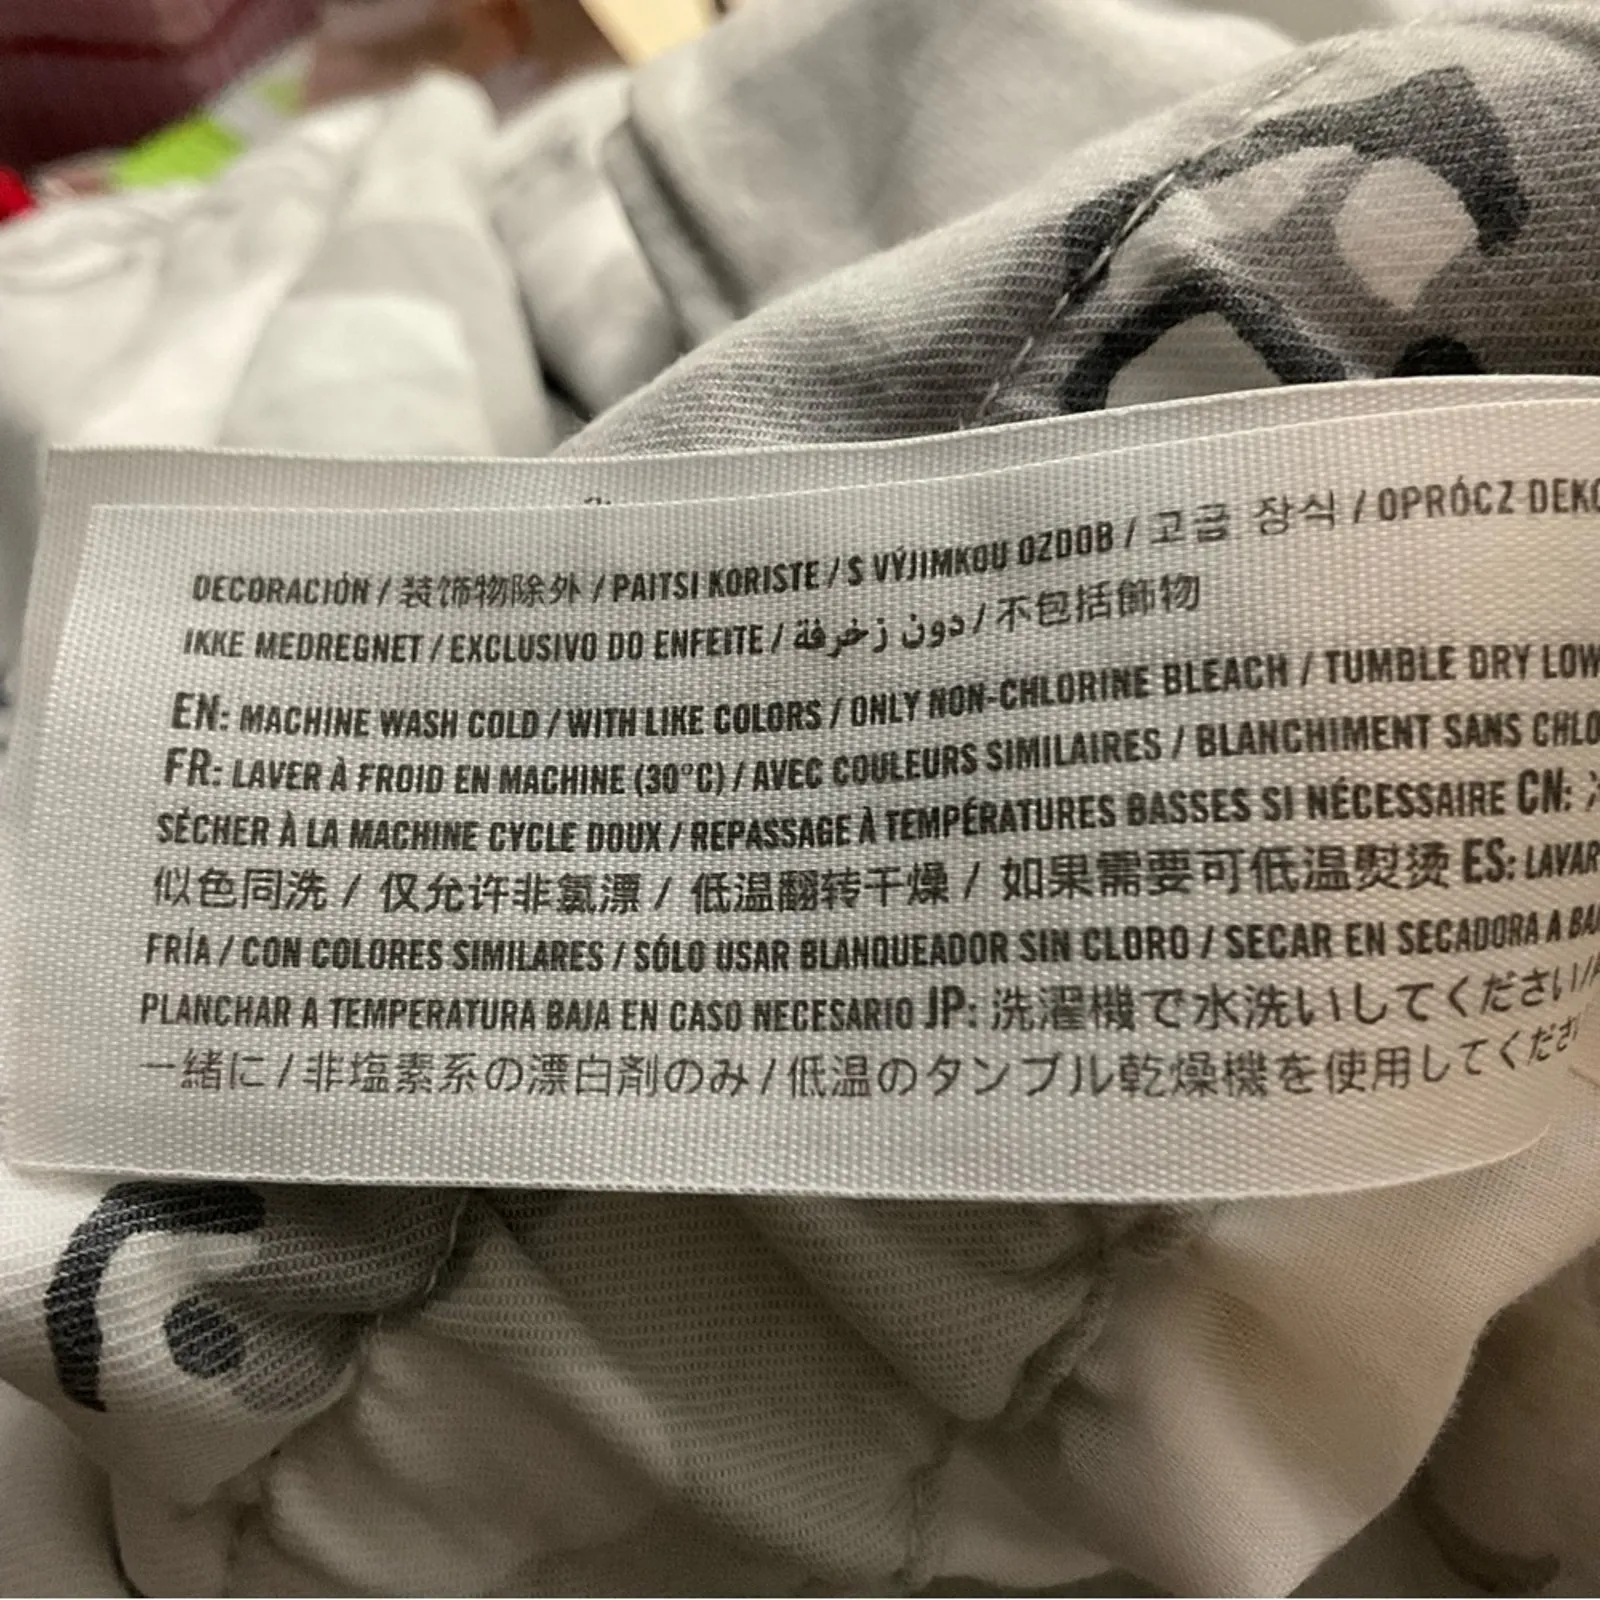 DECORACIÓN / 装饰物除外 / PAITSI KORISTE / S VÝJIMKOU OZDOB / 고급 장식 / OPRÓCZ
IKKE MEDREGNET / EXCLUSIVO DO ENFEITE / دون زخرفة / 不包括飾物
EN: MACHINE WASH COLD / WITH LIKE COLORS / ONLY NON-CHLORINE BLEACH / TUMBLE DRY LOW
FR: LAVER À FROID EN MACHINE (30°C) / AVEC COULEURS SIMILAIRES / BLANCHIMENT SANS
SÉCHER À LA MACHINE CYCLE DOUX / REPASSAGE À TEMPÉRATURES BASSES SI NÉCESSAIRE CN:
似色同洗 / 仅允许非氯漂 / 低温翻转干燥 / 如果需要可低温熨烫 ES: LAVAR
FRÍA / CON COLORES SIMILARES / SÓLO USAR BLANQUEADOR SIN CLORO / SECAR EN SECADORA A
PLANCHAR A TEMPERATURA BAJA EN CASO NECESARIO JP: 洗濯機で水洗いしてください/
一緒に / 非塩素系の漂白剤のみ / 低温のタンブル乾燥機を使用してくださ